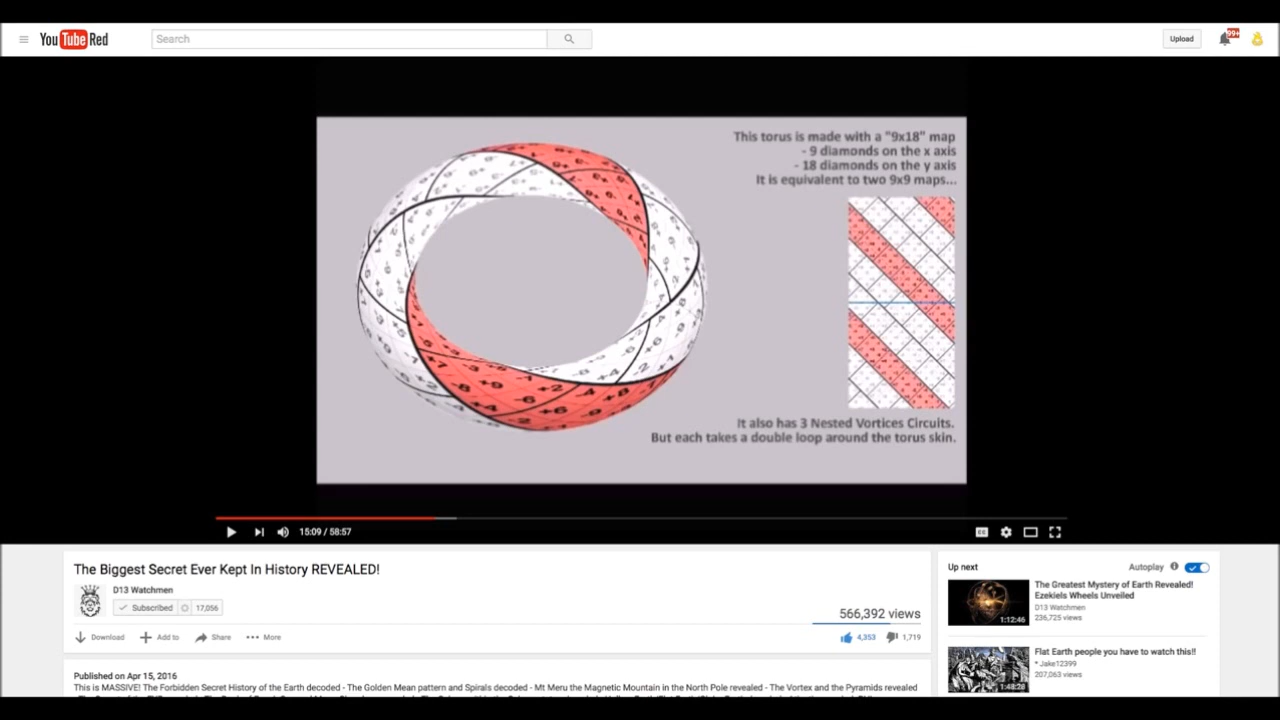 YouTube Red
Search
Upload
99+
This torus is made with a "9x18" map
- 9 diamonds on the x axis
- 18 diamonds on the y axis
It is equivalent to two 9x9 maps...
It also has 3 Nested Vortices Circuits.
But each takes a double loop around the torus skin.
15:09 / 58:57
The Biggest Secret Ever Kept In History REVEALED!
D13 Watchmen
Subscribed 17,056
566,392 views
Download Add to Share More
4,353 1,719
Published on Apr 15, 2016
This is MASSIVE! The Forbidden Secret History of the Earth decoded - The Golden Mean pattern and Spirals decoded - Mt Meru the Magnetic Mountain in the North Pole revealed - The Vortex and the Pyramids revealed
Up next
Autoplay
The Greatest Mystery of Earth Revealed!
Ezekiels Wheels Unveiled
D13 Watchmen
236,725 views
1:12:46
Flat Earth people you have to watch this!!
* Jake12399
207,063 views
1:48:28